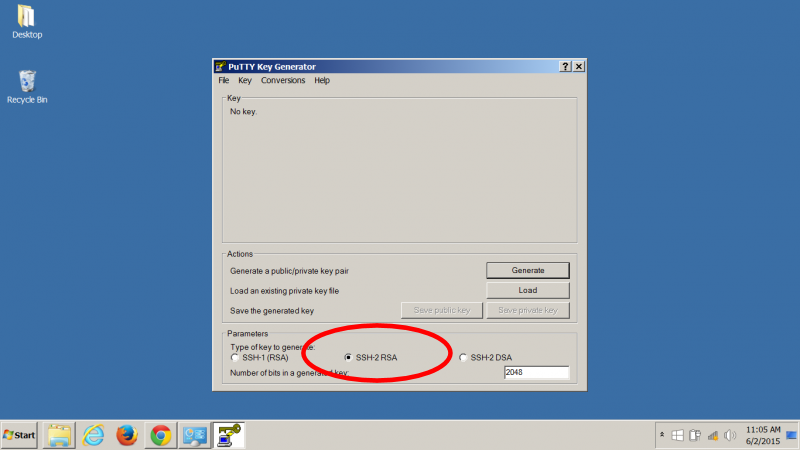 Desktop
Recycle Bin
PuTTY Key Generator
File Key Conversions Help
Key
No key.
Actions
Generate a public/private key pair
Generate
Load an existing private key file
Load
Save the generated key
Save public key
Save private key
Parameters
Type of key to generate:
SSH-1 (RSA)
SSH-2 RSA
SSH-2 DSA
Number of bits in a generated key:
2048
Start
11:05 AM
6/2/2015